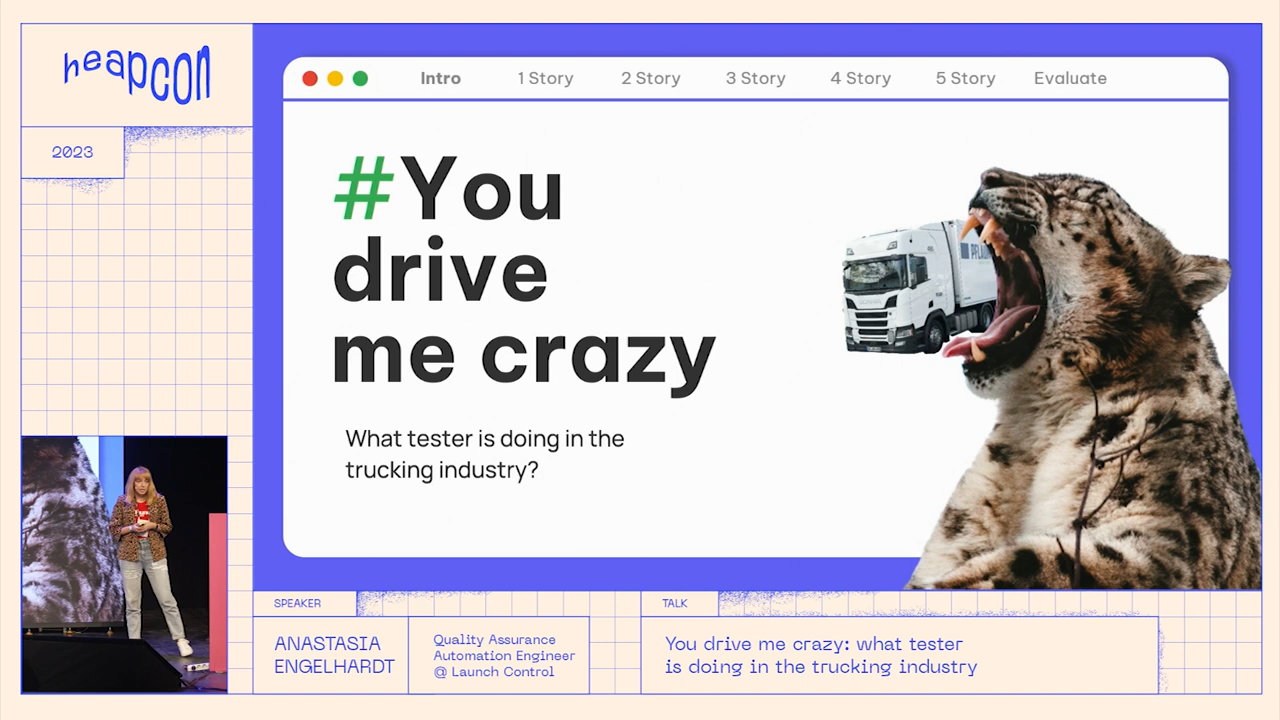 heapcon
2023
Intro 1 Story 2 Story 3 Story 4 Story 5 Story Evaluate
#You
drive
me crazy
What tester is doing in the
trucking industry?
SPEAKER
ANASTASIA
ENGELHARDT
Quality Assurance
Automation Engineer
@ Launch Control
TALK
You drive me crazy: what tester
is doing in the trucking industry